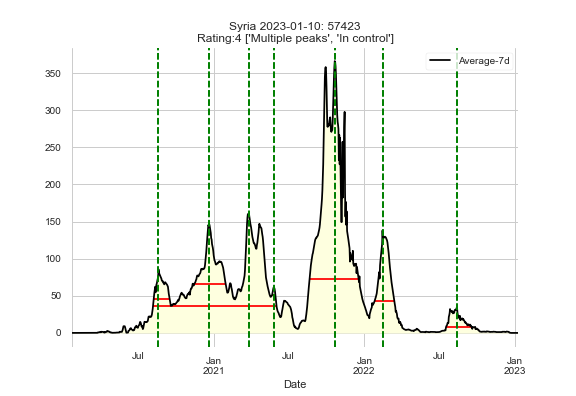 Syria 2023-01-10: 57423
Rating:4 ['Multiple peaks', 'In control']
Average-7d
350
300
250
200
150
100
50
0
Jul
Jan
2021
Jul
Jan
2022
Jul
Jan
2023
Date